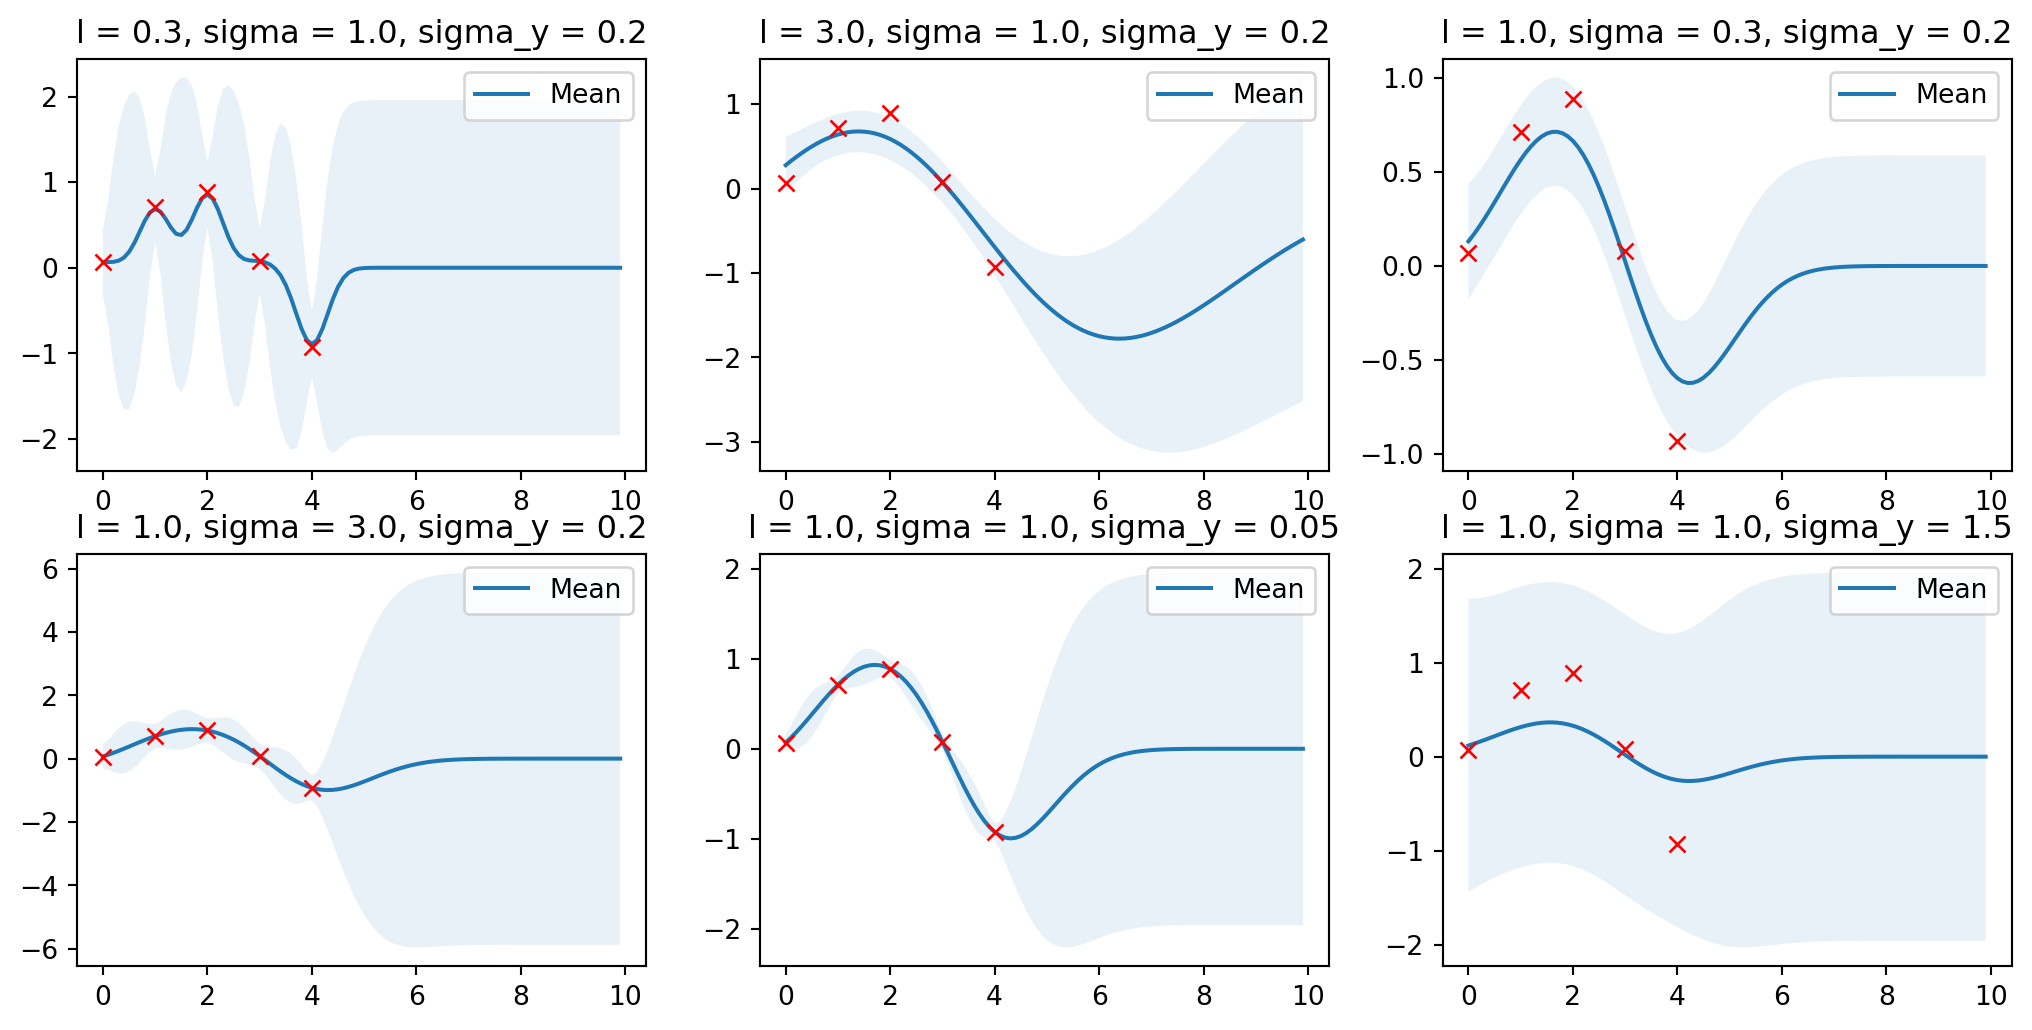 l = 0.3, sigma = 1.0, sigma_y = 0.2
Mean
2
1
0
−1
−2
0 2 4 6 8 10
l = 3.0, sigma = 1.0, sigma_y = 0.2
Mean
1
0
−1
−2
−3
0 2 4 6 8 10
l = 1.0, sigma = 0.3, sigma_y = 0.2
Mean
1.0
0.5
0.0
−0.5
−1.0
0 2 4 6 8 10
l = 1.0, sigma = 3.0, sigma_y = 0.2
Mean
6
4
2
0
−2
−4
−6
0 2 4 6 8 10
l = 1.0, sigma = 1.0, sigma_y = 0.05
Mean
2
1
0
−1
−2
0 2 4 6 8 10
l = 1.0, sigma = 1.0, sigma_y = 1.5
Mean
2
1
0
−1
−2
0 2 4 6 8 10